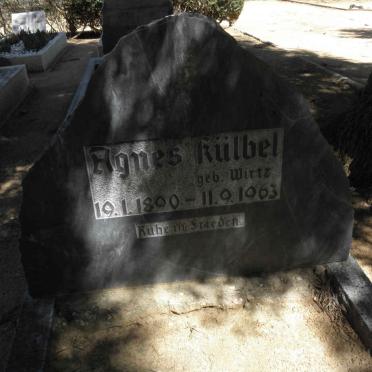 Agnes Külbel
geb. Wirtz
19.1.1890 - 11.9.1963
Ruhe in Frieden